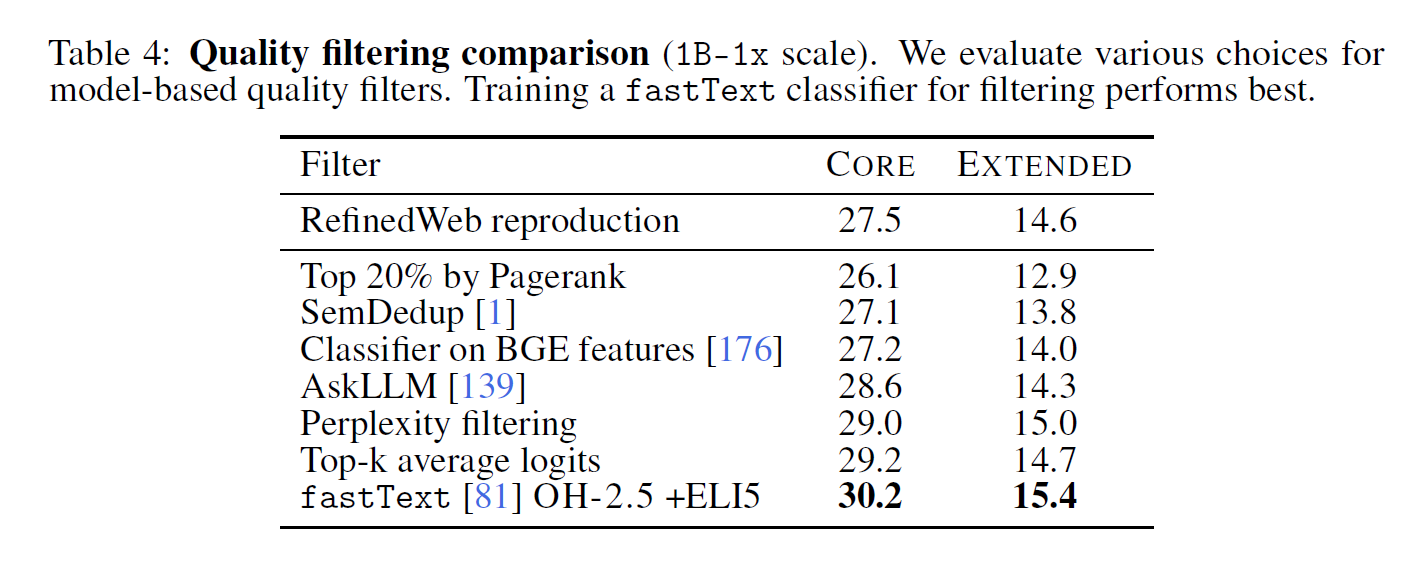 Table 4: Quality filtering comparison (1B-1x scale). We evaluate various choices for
model-based quality filters. Training a fastText classifier for filtering performs best.
Filter CORE EXTENDED
RefinedWeb reproduction 27.5 14.6
Top 20% by Pagerank 26.1 12.9
SemDedup [1] 27.1 13.8
Classifier on BGE features [176] 27.2 14.0
AskLLM [139] 28.6 14.3
Perplexity filtering 29.0 15.0
Top-k average logits 29.2 14.7
fastText [81] OH-2.5 +ELI5 30.2 15.4